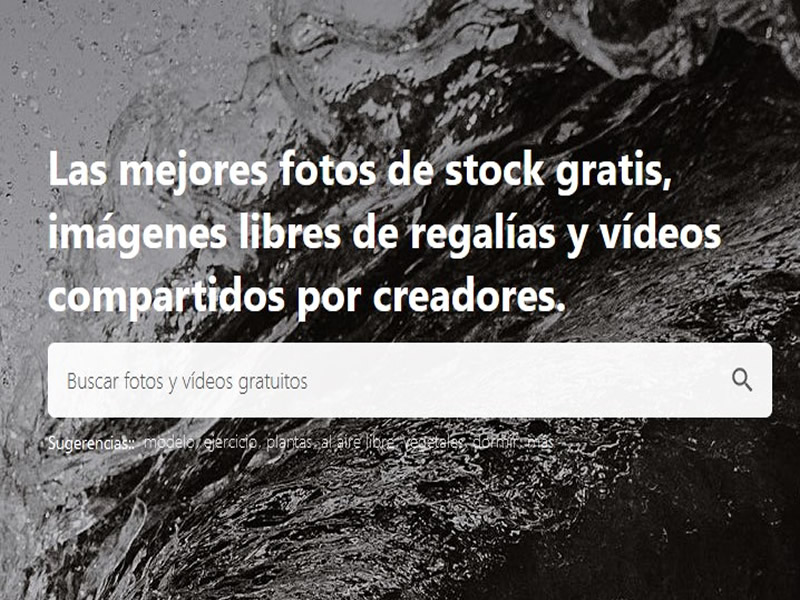 Las mejores fotos de stock gratis,
imágenes libres de regalías y vídeos
compartidos por creadores.
Buscar fotos y vídeos gratuitos
Sugerencias:: modelo, ejercicio, plantas, al aire libre, vegetales, dormir, más